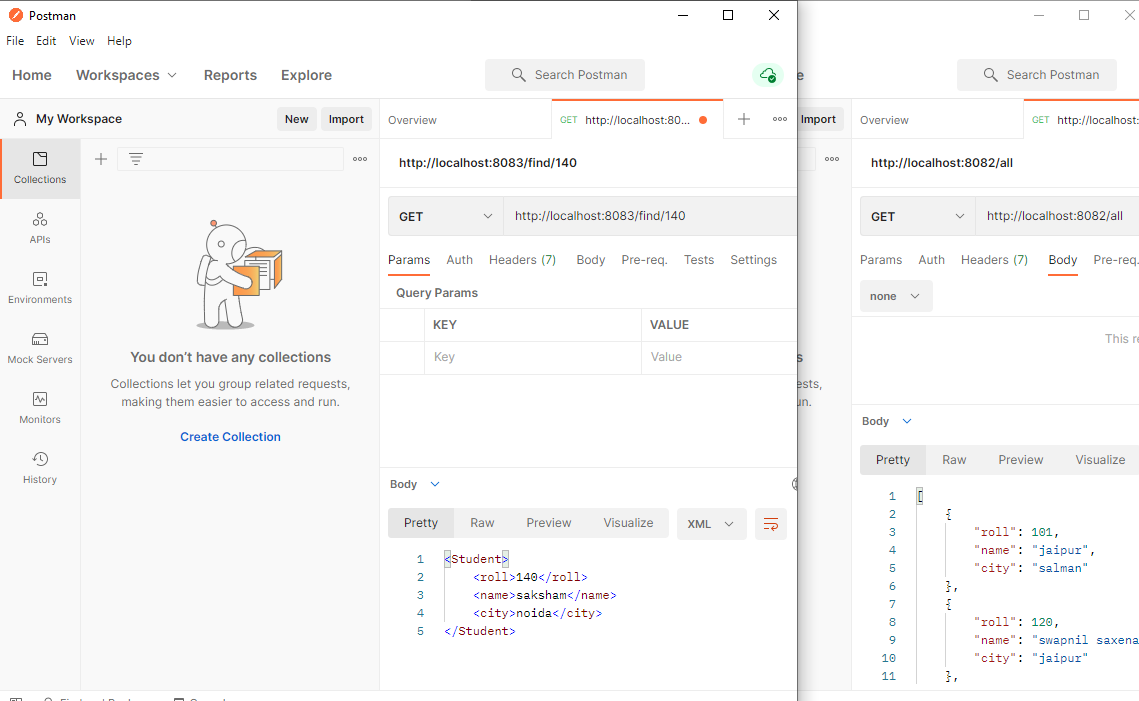 Postman
File Edit View Help
Home Workspaces Reports Explore
Search Postman
My Workspace
New Import
Collections
APIs
Environments
Mock Servers
Monitors
History
You don't have any collections
Collections let you group related requests,
making them easier to access and run.
Create Collection
Overview
GET http://localhost:80...
http://localhost:8083/find/140
GET http://localhost:8083/find/140
Params Auth Headers (7) Body Pre-req. Tests Settings
Query Params
KEY VALUE
Key Value
Body
Pretty Raw Preview Visualize XML
1 <Student>
2 <roll>140</roll>
3 <name>saksham</name>
4 <city>noida</city>
5 </Student>
e
Search Postman
Import
Overview
GET http://localhost:
http://localhost:8082/all
GET http://localhost:8082/all
Params Auth Headers (7) Body Pre-req.
none
This re
s
ests,
un.
Body
Pretty Raw Preview Visualize
1 [
2 {
3 "roll": 101,
4 "name": "jaipur",
5 "city": "salman"
6 },
7 {
8 "roll": 120,
9 "name": "swapnil saxena
10 "city": "jaipur"
11 },